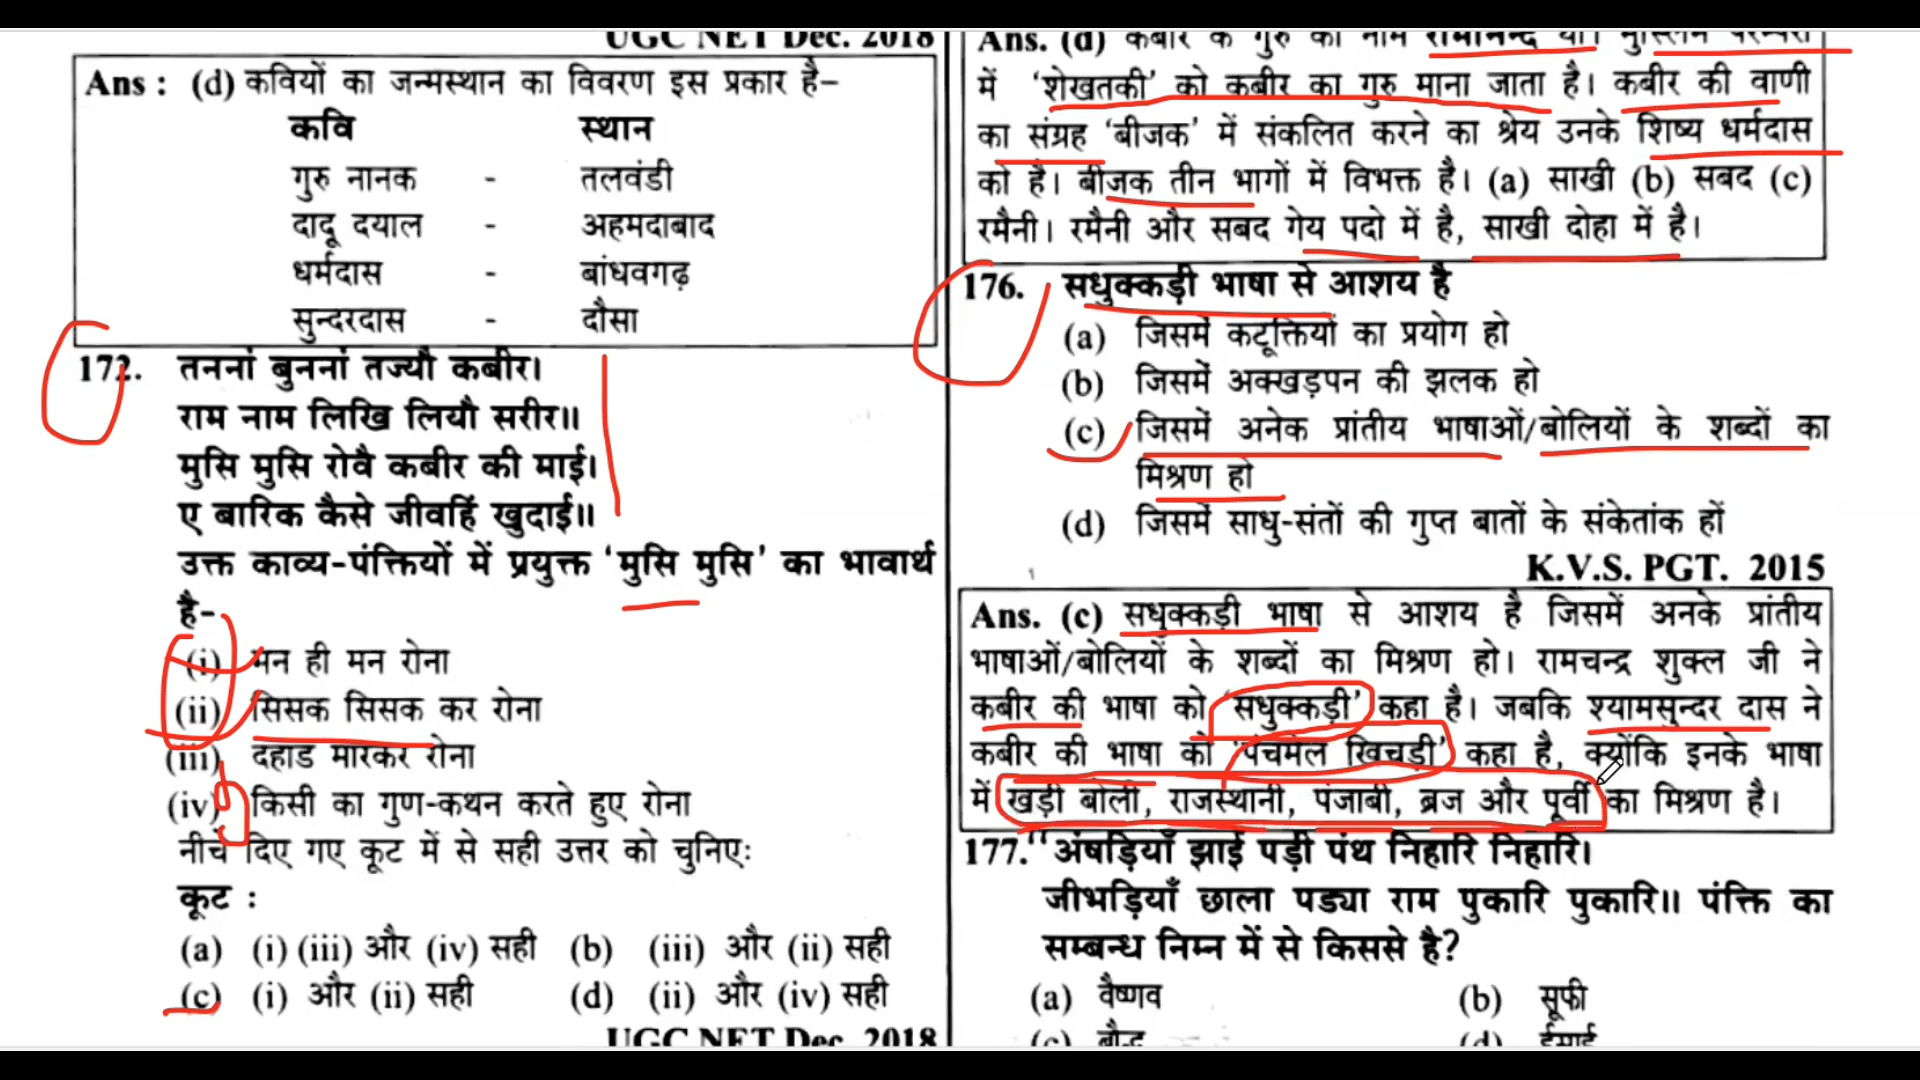 UGC NET Dec. 2018
Ans : (d) कवियों का जन्मस्थान का विवरण इस प्रकार है–
कवि स्थान
गुरु नानक - तलवंडी
दादू दयाल - अहमदाबाद
धर्मदास - बांधवगढ़
सुन्दरदास - दौसा
172. तननां बुननां तज्यौ कबीर।
राम नाम लिखि लियौ सरीर॥
मुसि मुसि रोवै कबीर की माई।
ए बारिक कैसे जीवहिं खुदाई॥
उक्त काव्य-पंक्तियों में प्रयुक्त ‘मुसि मुसि’ का भावार्थ
है–
(i) मन ही मन रोना
(ii) सिसक सिसक कर रोना
(iii) दहाड मारकर रोना
(iv) किसी का गुण-कथन करते हुए रोना
नीचे दिए गए कूट में से सही उत्तर को चुनिए:
कूट :
(a) (i) (iii) और (iv) सही (b) (iii) और (ii) सही
(c) (i) और (ii) सही (d) (ii) और (iv) सही
UGC NET Dec. 2018
Ans. (d) कबीर के गुरु का नाम रामानन्द था। मुस्लिम परम्परा
में ‘शेखतकी’ को कबीर का गुरु माना जाता है। कबीर की वाणी
का संग्रह ‘बीजक’ में संकलित करने का श्रेय उनके शिष्य धर्मदास
को है। बीजक तीन भागों में विभक्त है। (a) साखी (b) सबद (c)
रमैनी। रमैनी और सबद गेय पदो में है, साखी दोहा में है।
176. सधुक्कड़ी भाषा से आशय है
(a) जिसमें कटूक्तियों का प्रयोग हो
(b) जिसमें अक्खड़पन की झलक हो
(c) जिसमें अनेक प्रांतीय भाषाओं/बोलियों के शब्दों का
मिश्रण हो
(d) जिसमें साधु-संतों की गुप्त बातों के संकेतांक हों
K.V.S. PGT. 2015
Ans. (c) सधुक्कड़ी भाषा से आशय है जिसमें अनके प्रांतीय
भाषाओं/बोलियों के शब्दों का मिश्रण हो। रामचन्द्र शुक्ल जी ने
कबीर की भाषा को ‘सधुक्कड़ी’ कहा है। जबकि श्यामसुन्दर दास ने
कबीर की भाषा को ‘पंचमेल खिचड़ी’ कहा है, क्योंकि इनके भाषा
में खड़ी बोली, राजस्थानी, पंजाबी, ब्रज और पूर्वी का मिश्रण है।
177. "अंषड़ियाँ झाई पड़ी पंथ निहारि निहारि।
जीभड़ियाँ छाला पड्या राम पुकारि पुकारि॥ पंक्ति का
सम्बन्ध निम्न में से किससे है?
(a) वैष्णव (b) सूफी
(c) बौद्ध (d) ईसाई